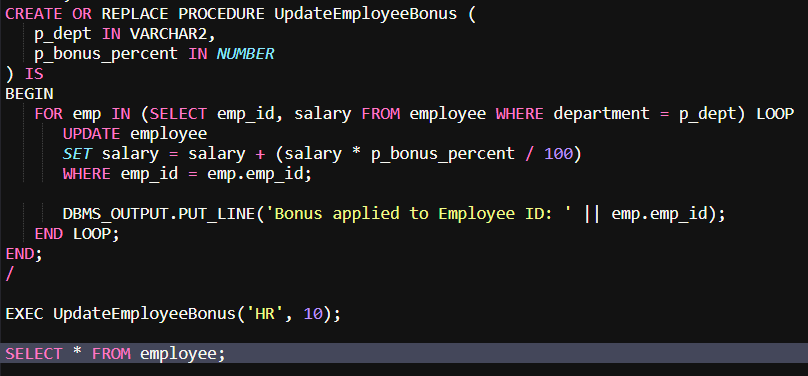 CREATE OR REPLACE PROCEDURE UpdateEmployeeBonus (
    p_dept IN VARCHAR2,
    p_bonus_percent IN NUMBER
) IS
BEGIN
    FOR emp IN (SELECT emp_id, salary FROM employee WHERE department = p_dept) LOOP
        UPDATE employee
        SET salary = salary + (salary * p_bonus_percent / 100)
        WHERE emp_id = emp.emp_id;

        DBMS_OUTPUT.PUT_LINE('Bonus applied to Employee ID: ' || emp.emp_id);
    END LOOP;
END;
/

EXEC UpdateEmployeeBonus('HR', 10);

SELECT * FROM employee;